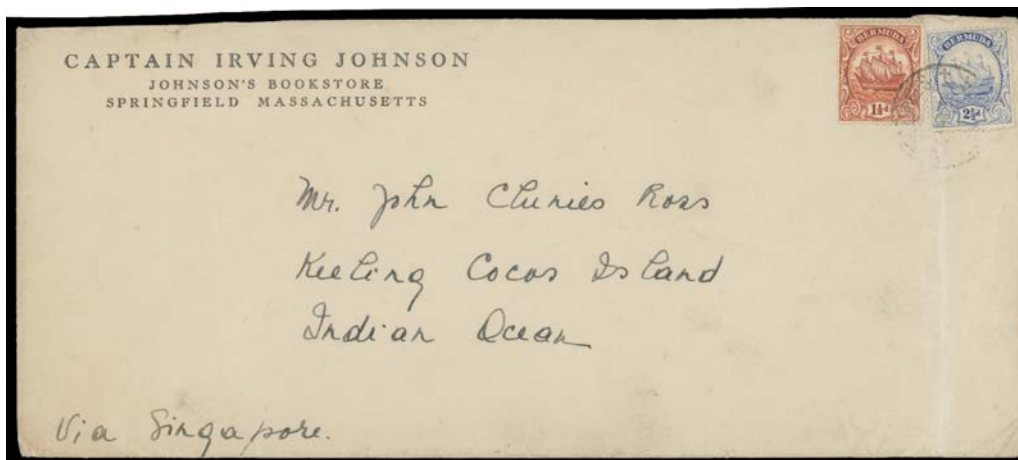 CAPTAIN IRVING JOHNSON
JOHNSON'S BOOKSTORE
SPRINGFIELD MASSACHUSETTS
BERMUDA
1½d
BERMUDA
2½d
Mr. John Clunies Ross
Keeling Cocos Island
Indian Ocean
Via Singapore.